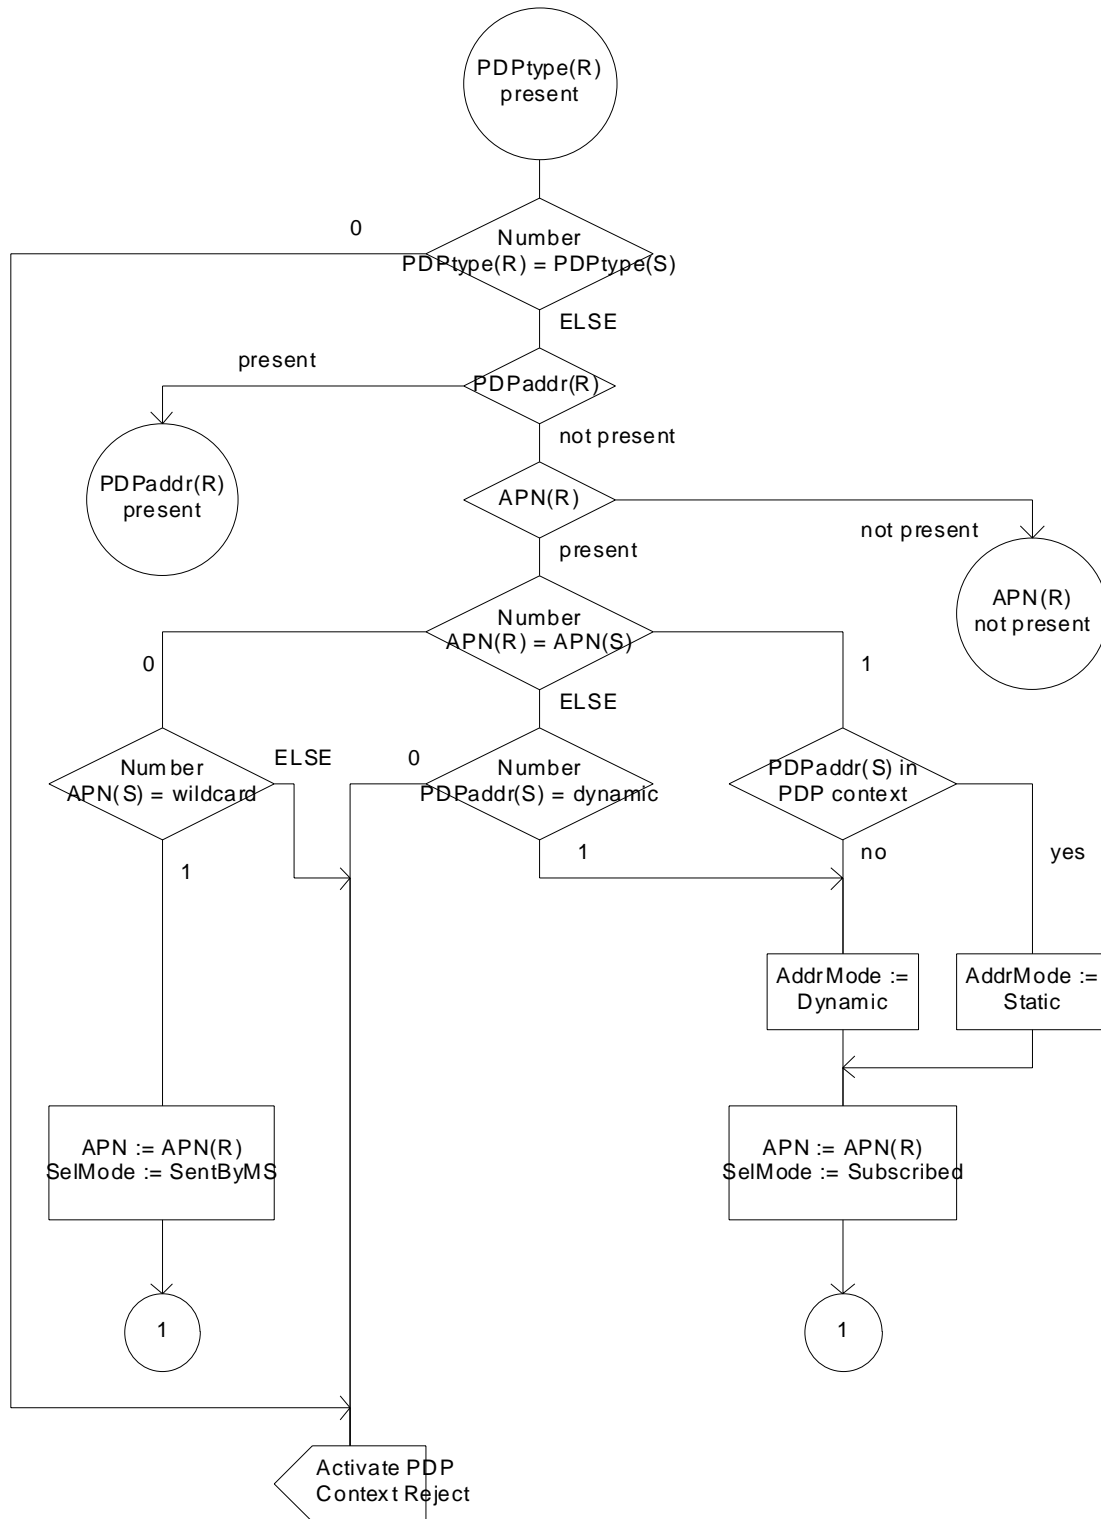 PDPtype(R)
present
0
Number
PDPtype(R) = PDPtype(S)
ELSE
present
PDPaddr(R)
not present
PDPaddr(R)
present
APN(R)
not present
present
APN(R)
not present
Number
APN(R) = APN(S)
0
1
ELSE
ELSE
0
Number
APN(S) = wildcard
Number
PDPaddr(S) = dynamic
PDPaddr(S) in
PDP context
1
1
no
yes
AddrMode :=
Dynamic
AddrMode :=
Static
APN := APN(R)
SelMode := SentByMS
APN := APN(R)
SelMode := Subscribed
1
1
Activate PDP
Context Reject